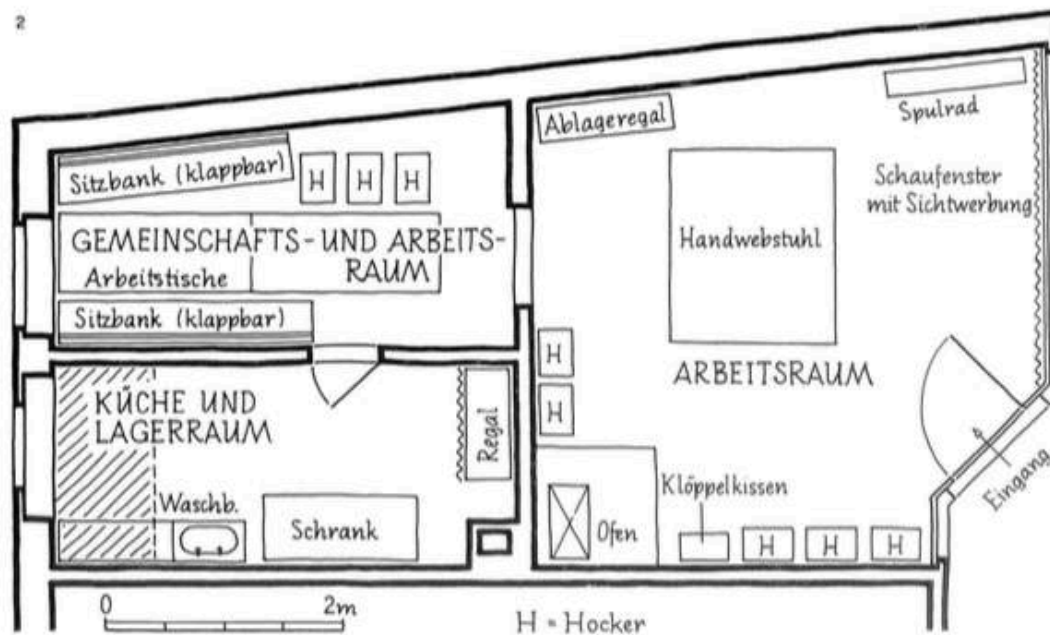 2
Ablageregal
Spulrad
Sitzbank (klappbar)
H H H
Schaufenster
mit Sichtwerbung
Handwebstuhl
GEMEINSCHAFTS- UND ARBEITS-
RAUM
Arbeitstische
Sitzbank (klappbar)
H
H
ARBEITSRAUM
KÜCHE UND
LAGERRAUM
Regal
Eingang
Klöppelkissen
Waschb.
Schrank
Ofen
H H H
0 2m
H = Hocker